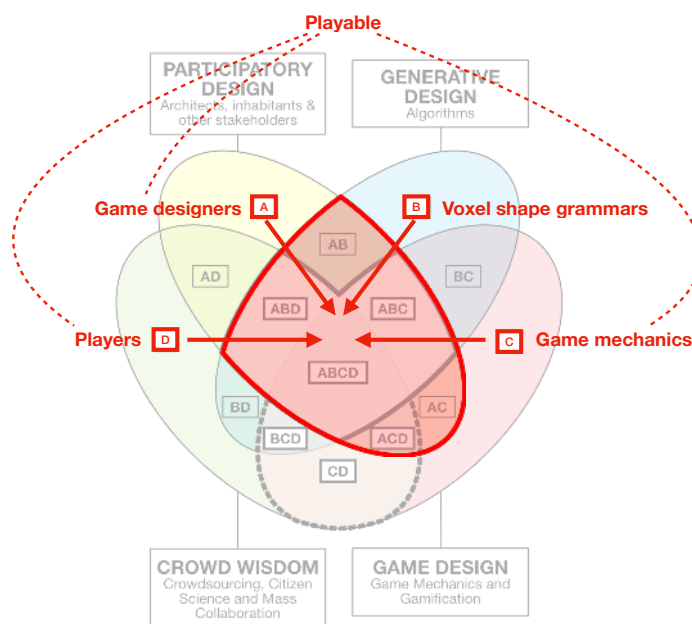 Playable
PARTICIPATORY
DESIGN
Architects, inhabitants &
other stakeholders
GENERATIVE
DESIGN
Algorithms
Game designers A
B Voxel shape grammars
AB
AD
BC
ABD
ABC
Players D
C Game mechanics
ABCD
BD
AC
BCD
ACD
CD
CROWD WISDOM
Crowdsourcing, Citizen
Science and Mass
Collaboration
GAME DESIGN
Game Mechanics and
Gamification